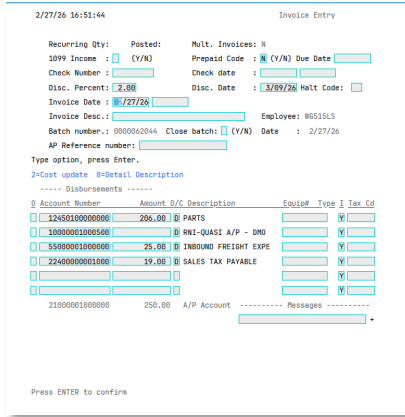 2/27/26 16:51:44 Invoice Entry
Recurring Qty: Posted: Mult. Invoices: N
1099 Income : (Y/N) Prepaid Code : N (Y/N) Due Date
Check Number : Check date :
Disc. Percent: 2.00 Disc. Date : 3/09/26 Halt Code:
Invoice Date : /27/26
Invoice Desc.: Employee: WG515LS
Batch number.: 0000062044 Close batch: (Y/N) Date : 2/27/26
AP Reference number:
Type option, press Enter.
2=Cost update 8=Detail Description
----- Disbursements ------
O Account Number Amount D/C Description Equip# Type I Tax Cd
12450100000000 206.00 D PARTS Y
10000001000500 D RNI-QUASI A/P - DMO Y
55000001000000 25.00 D INBOUND FREIGHT EXPE Y
22400000001000 19.00 D SALES TAX PAYABLE Y
Y
21000001000000 250.00 A/P Account ---------- Messages ----------
+
Press ENTER to confirm